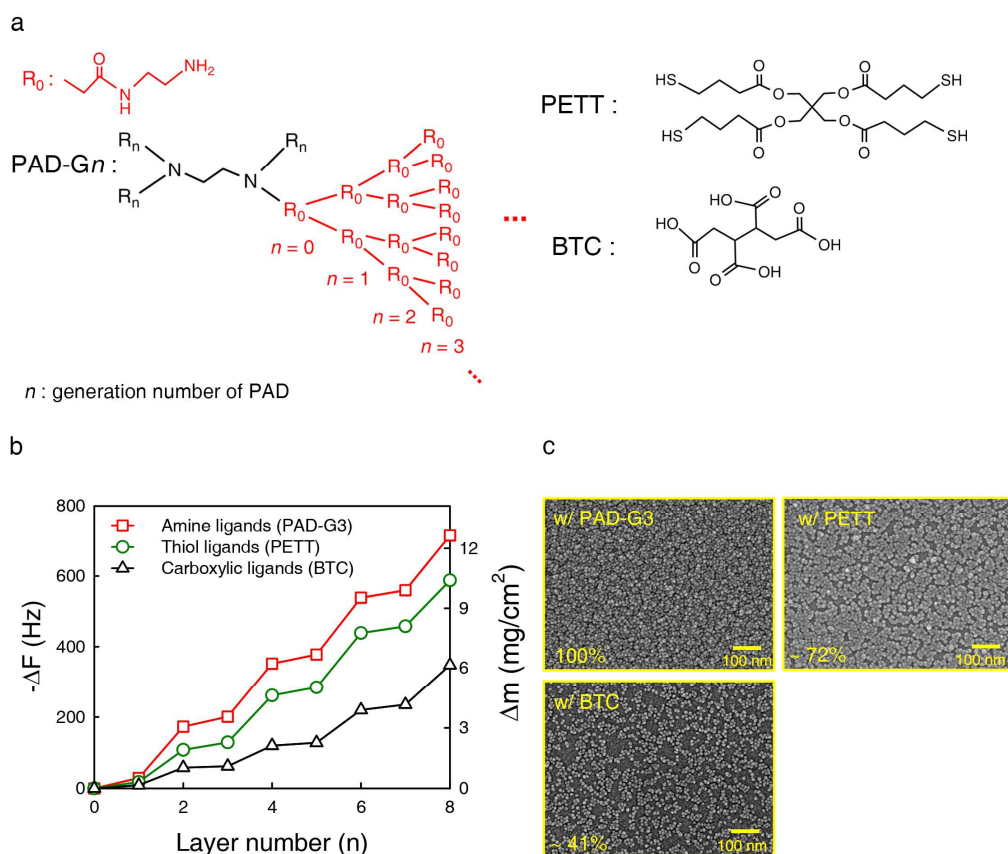 a
R₀ :
O
N
H
NH₂
PAD-Gn :
Rₙ
Rₙ
N
N
Rₙ
R₀
R₀ R₀
R₀ R₀ R₀ R₀
R₀ R₀ R₀ R₀ R₀ R₀ R₀ R₀
n = 0
n = 1
n = 2
n = 3
...
n : generation number of PAD
PETT :
HS O O SH
O O
O O
HS O O SH
BTC :
HO O O
HO OH
O
O OH
b
-ΔF (Hz)
800
600
400
200
0
Amine ligands (PAD-G3)
Thiol ligands (PETT)
Carboxylic ligands (BTC)
12
9
6
3
0
Δm (mg/cm²)
0 2 4 6 8
Layer number (n)
c
w/ PAD-G3
100%
100 nm
w/ PETT
~ 72%
100 nm
w/ BTC
~ 41%
100 nm